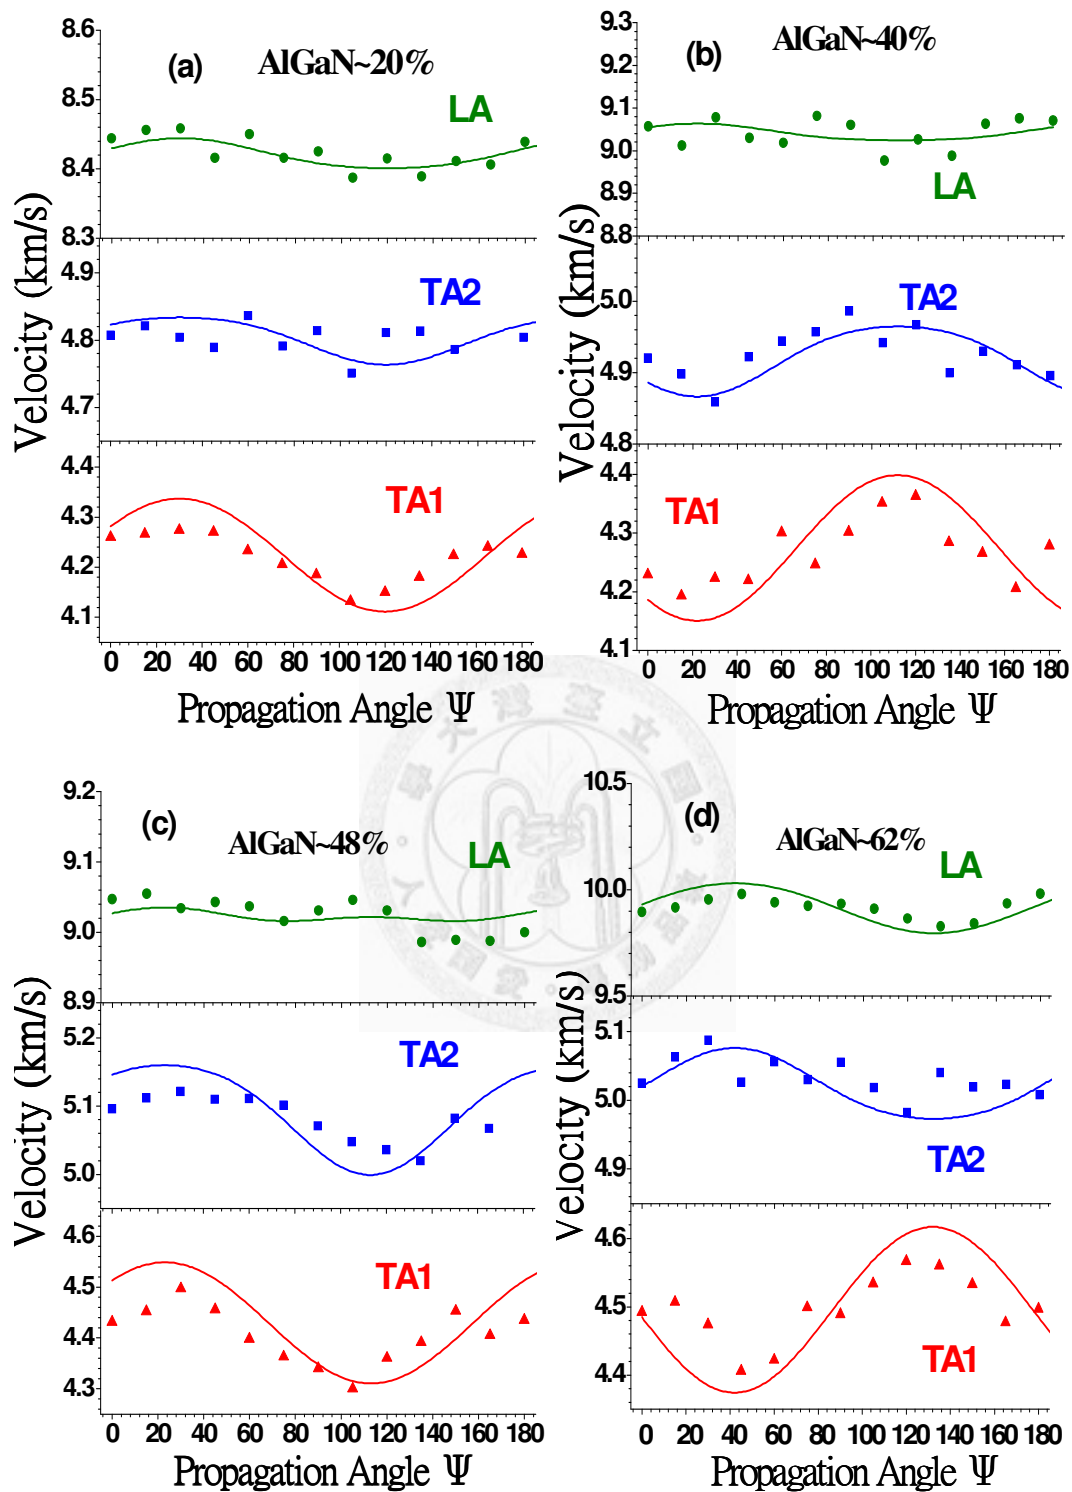 (a) AlGaN~20%
8.6
8.5
8.4
8.3
LA
4.9
4.8
4.7
TA2
4.4
4.3
4.2
4.1
TA1
0 20 40 60 80 100 120 140 160 180
Velocity (km/s)
Propagation Angle Ψ
(b) AlGaN~40%
9.3
9.2
9.1
9.0
8.9
8.8
LA
5.0
4.9
4.8
TA2
4.4
4.3
4.2
4.1
TA1
0 20 40 60 80 100 120 140 160 180
Velocity (km/s)
Propagation Angle Ψ
(c) AlGaN~48%
9.2
9.1
9.0
8.9
LA
5.2
5.1
5.0
TA2
4.6
4.5
4.4
4.3
TA1
0 20 40 60 80 100 120 140 160 180
Velocity (km/s)
Propagation Angle Ψ
(d) AlGaN~62%
10.5
10.0
9.5
LA
5.1
5.0
4.9
TA2
4.6
4.5
4.4
TA1
0 20 40 60 80 100 120 140 160 180
Velocity (km/s)
Propagation Angle Ψ